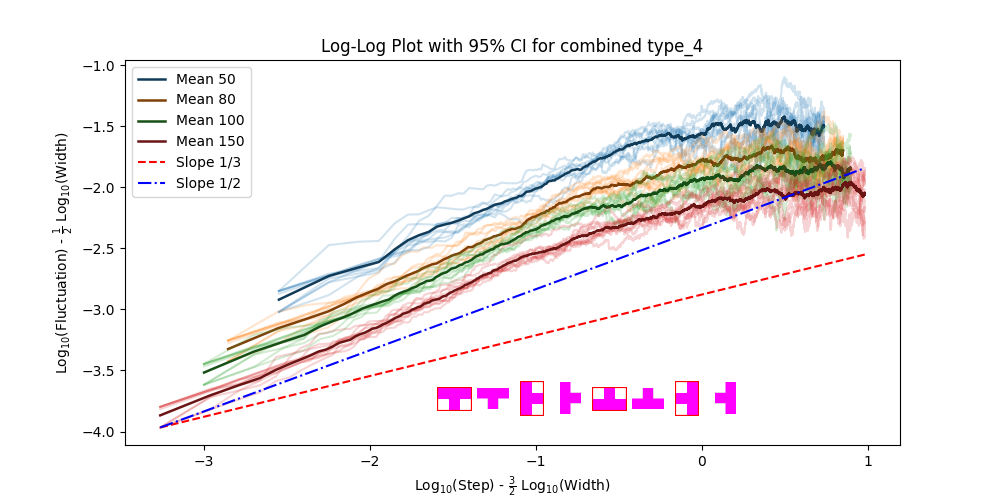 Log-Log Plot with 95% CI for combined type_4
Mean 50
Mean 80
Mean 100
Mean 150
Slope 1/3
Slope 1/2
Log₁₀(Fluctuation) - 1/2 Log₁₀(Width)
−1.0
−1.5
−2.0
−2.5
−3.0
−3.5
−4.0
−3
−2
−1
0
1
Log₁₀(Step) - 3/2 Log₁₀(Width)